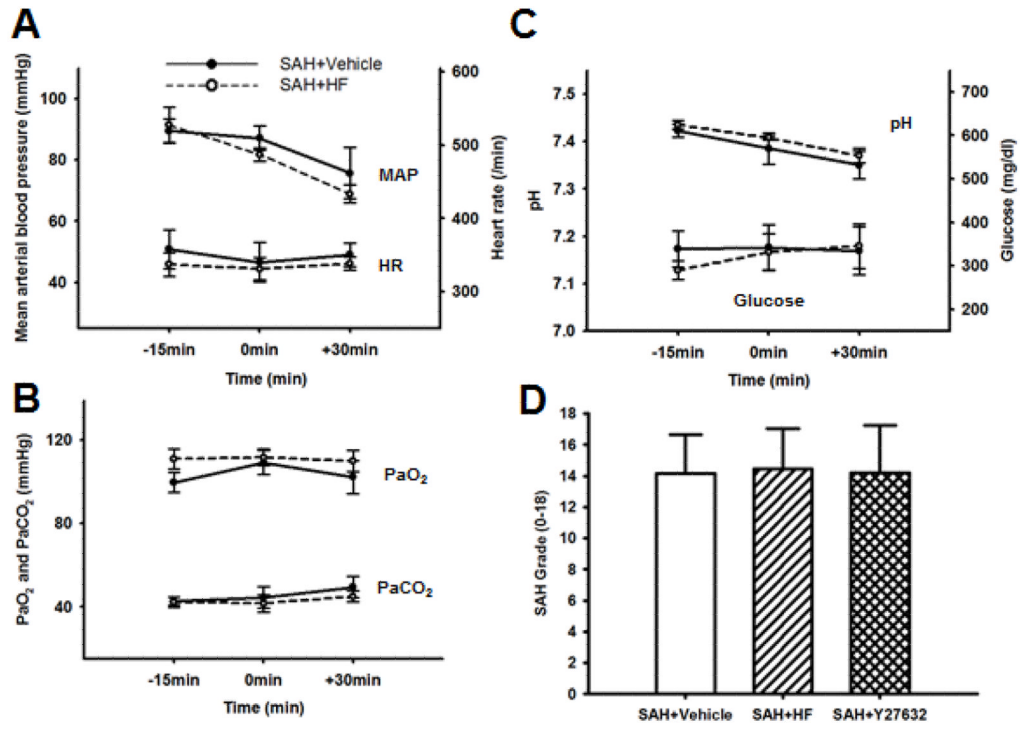 A
SAH+Vehicle
SAH+HF
Mean arterial blood pressure (mmHg)
100
80
60
40
600
500
400
300
Heart rate (/min)
MAP
HR
-15min 0min +30min
Time (min)
C
pH
7.5
7.4
7.3
7.2
7.1
7.0
700
600
500
400
300
200
Glucose (mg/dl)
pH
Glucose
-15min 0min +30min
Time (min)
B
PaO₂ and PaCO₂ (mmHg)
120
80
40
PaO₂
PaCO₂
-15min 0min +30min
Time (min)
D
SAH Grade (0-18)
18
16
14
12
10
8
6
4
2
0
SAH+Vehicle SAH+HF SAH+Y27632